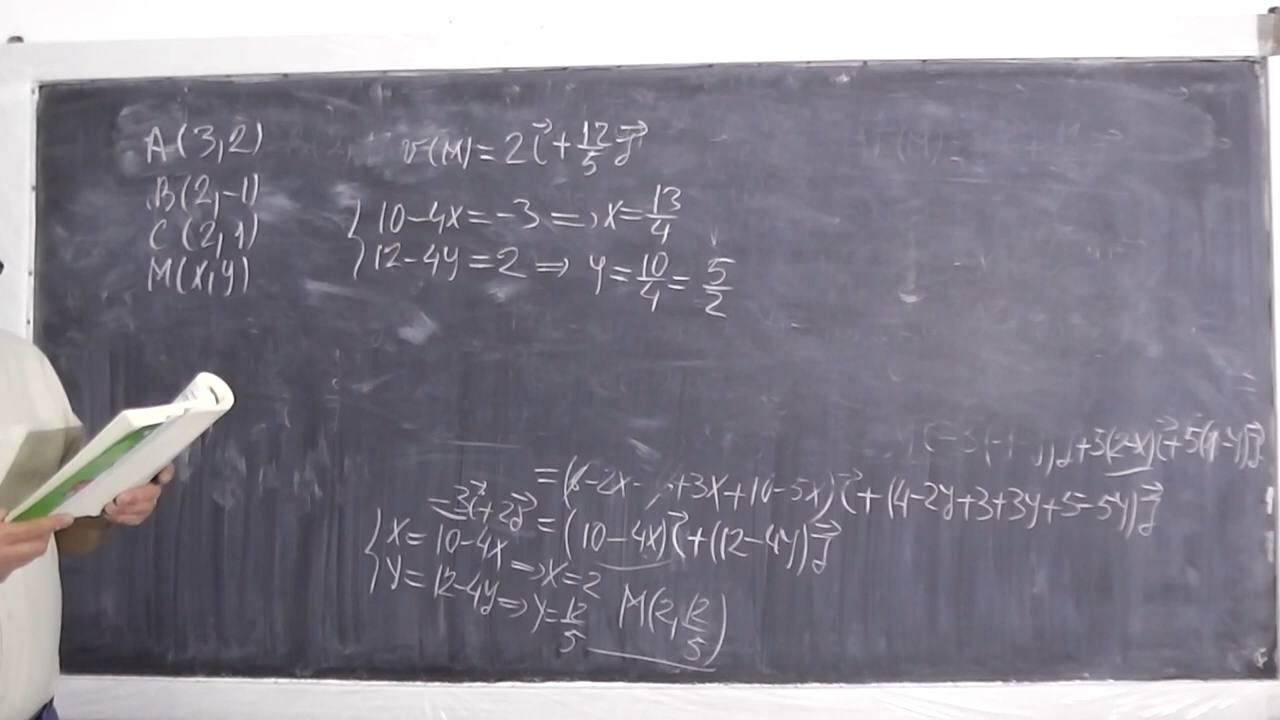 A(3,2)
B(2,-1)
C(2,1)
M(x,y)
v(M)=2i⃗+12/5 j⃗
{ 10-4x=-3 ⇒ x=13/4
12-4y=2 ⇒ y=10/4=5/2
+5(2-x)i⃗+5(1-y)j⃗
=(6-2x- +3x+10-5x)i⃗+(4-2y+3+3y+5-5y)j⃗
-3i⃗+2j⃗=(10-4x)i⃗+(12-4y)j⃗
{ x=10-4x ⇒ x=2
y=12-4y ⇒ y=12/5 M(2,12/5)